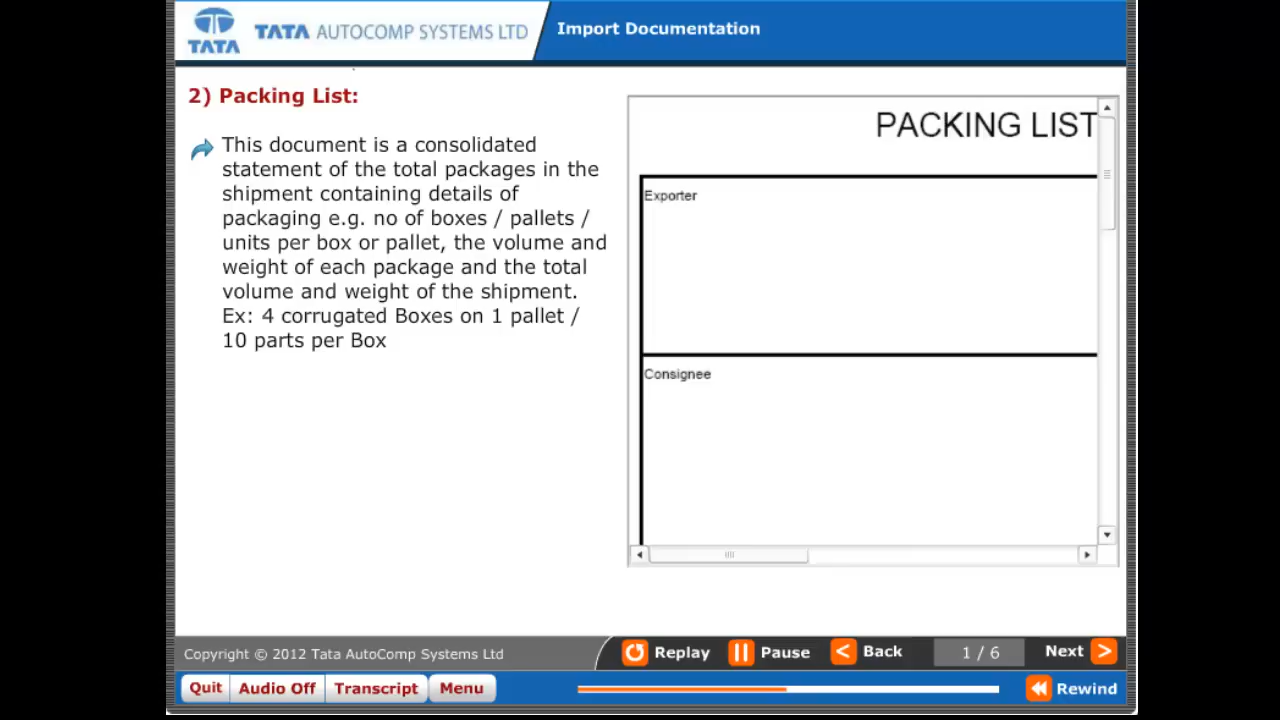 TATA
TATA AUTOCOMP SYSTEMS LTD
Import Documentation
2) Packing List:
This document is a consolidated
statement of the total packages in the
shipment containing details of
packaging e.g. no of boxes / pallets /
units per box or pallet, the volume and
weight of each package and the total
volume and weight of the shipment.
Ex: 4 corrugated Boxes on 1 pallet /
10 parts per Box
PACKING LIST
Exporter
Consignee
Copyright © 2012 Tata AutoComp Systems Ltd
Replay
Pause
Back
1 / 6
Next
Quit
Audio Off
Transcript
Menu
Rewind